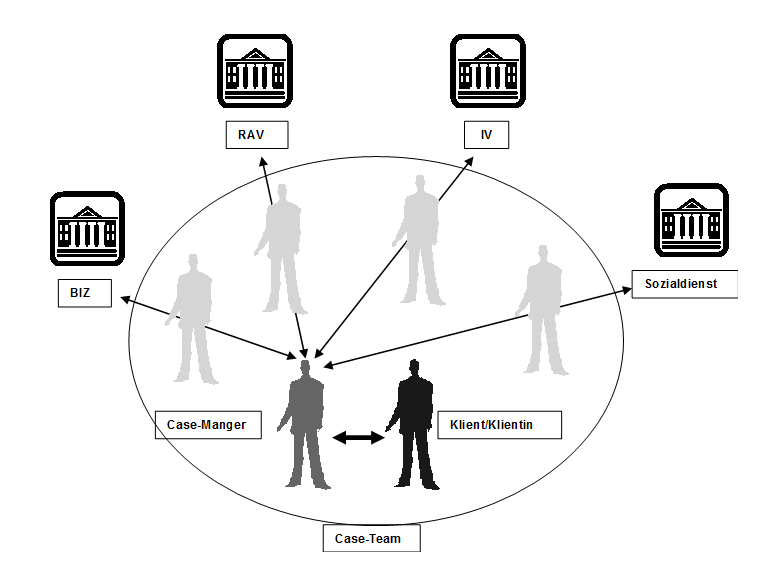 RAV
IV
BIZ
Sozialdienst
Case-Manger
Klient/Klientin
Case-Team